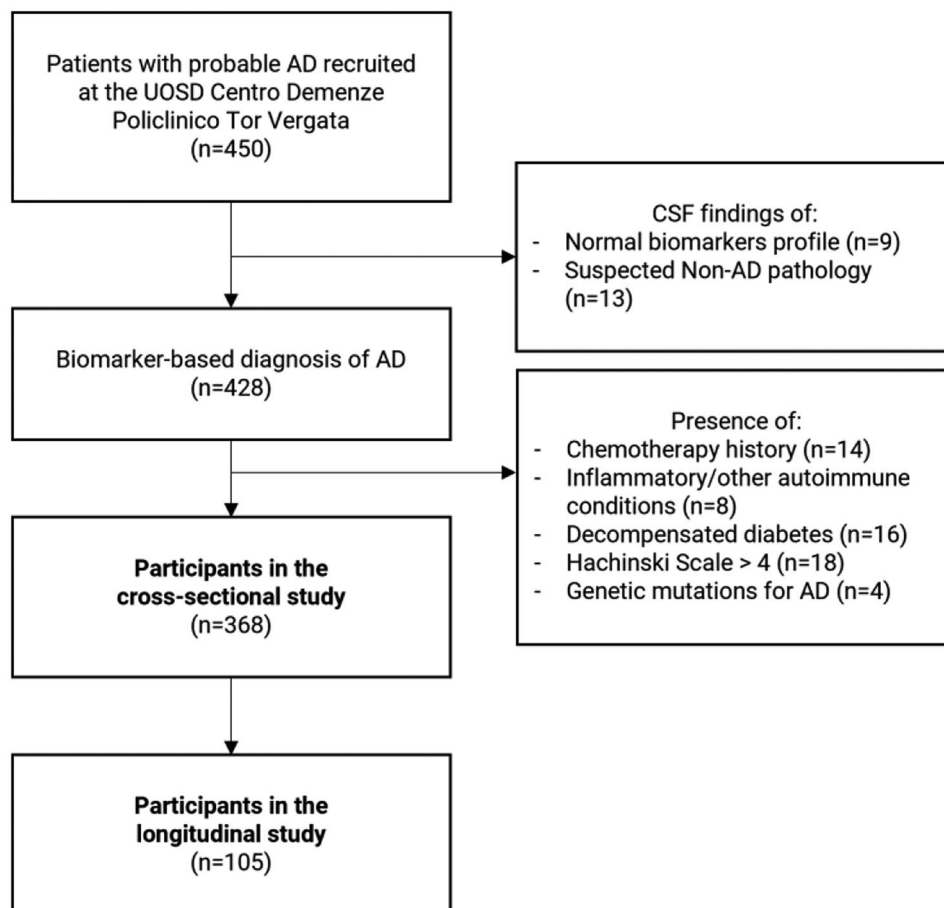 Patients with probable AD recruited
at the UOSD Centro Demenze
Policlinico Tor Vergata
(n=450)
CSF findings of:
- Normal biomarkers profile (n=9)
- Suspected Non-AD pathology
(n=13)
Biomarker-based diagnosis of AD
(n=428)
Presence of:
- Chemotherapy history (n=14)
- Inflammatory/other autoimmune
conditions (n=8)
- Decompensated diabetes (n=16)
- Hachinski Scale > 4 (n=18)
- Genetic mutations for AD (n=4)
Participants in the
cross-sectional study
(n=368)
Participants in the
longitudinal study
(n=105)